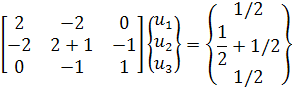 [ 2 -2 0 ] { u₁ } = { 1/2 }
[ -2 2 + 1 -1 ] { u₂ } = { 1/2 + 1/2 }
[ 0 -1 1 ] { u₃ } = { 1/2 }